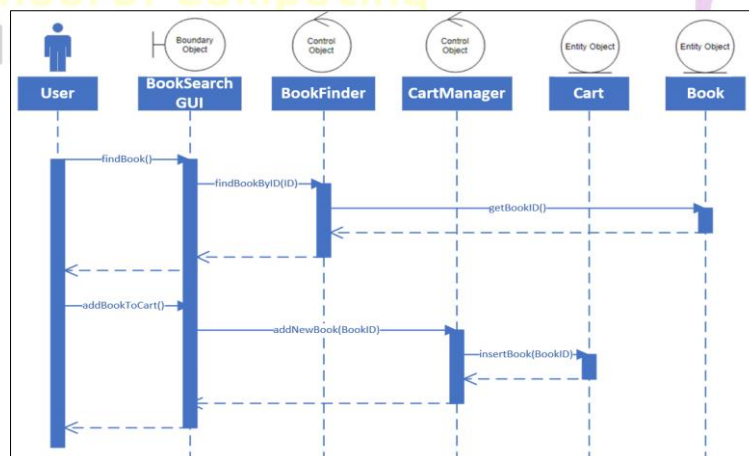 Boundary
Object
Control
Object
Control
Object
Entity Object
Entity Object
User
BookSearch
GUI
BookFinder
CartManager
Cart
Book
findBook()
findBookByID(ID)
getBookID()
addBookToCart()
addNewBook(BookID)
insertBook(BookID)